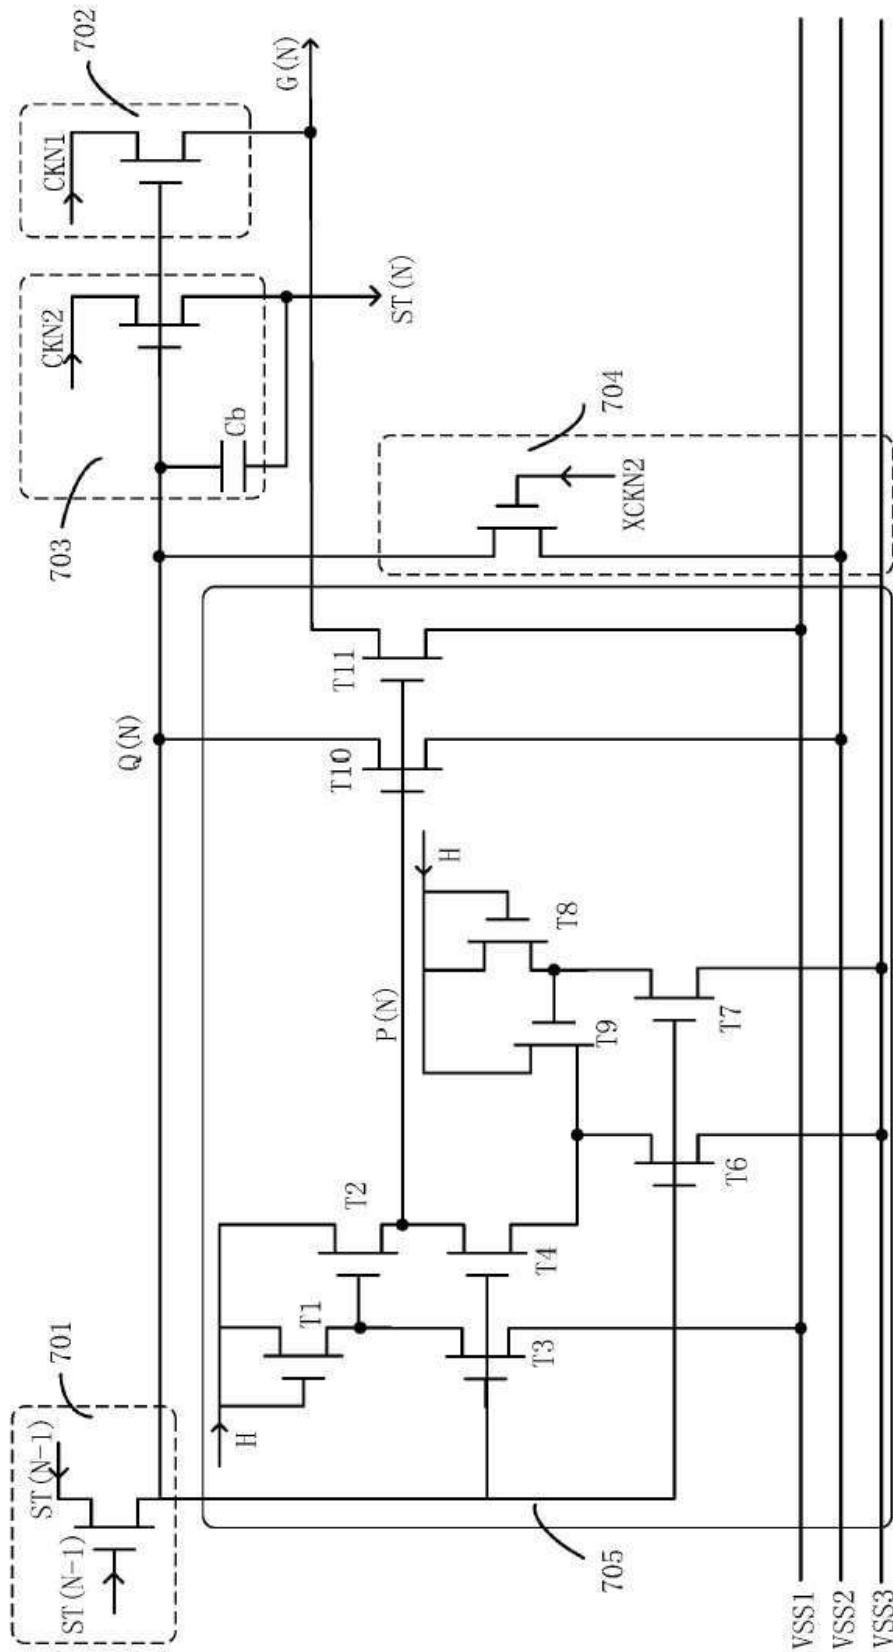 ST(N-1)
ST(N-1)
701
703
CKN2
CKN1
702
Q(N)
Cb
G(N)
H
T1
T2
T10
T11
P(N)
ST(N)
H
T3
T4
T8
T9
705
704
XCKN2
T6
T7
VSS1
VSS2
VSS3